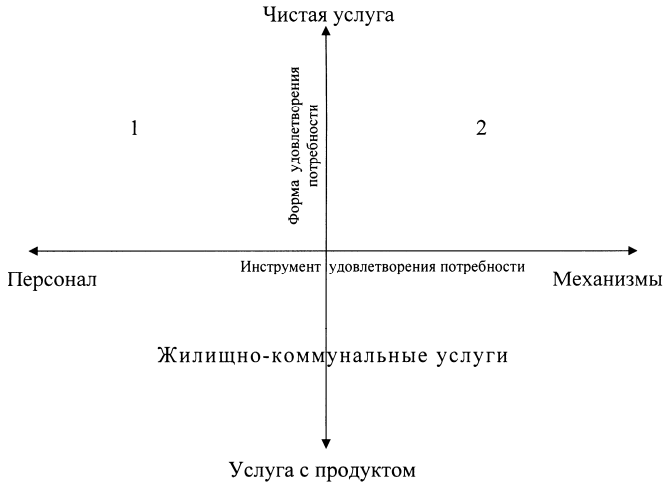 Чистая услуга
Форма удовлетворения
потребности
1
2
Инструмент удовлетворения потребности
Персонал
Механизмы
Жилищно-коммунальные услуги
Услуга с продуктом